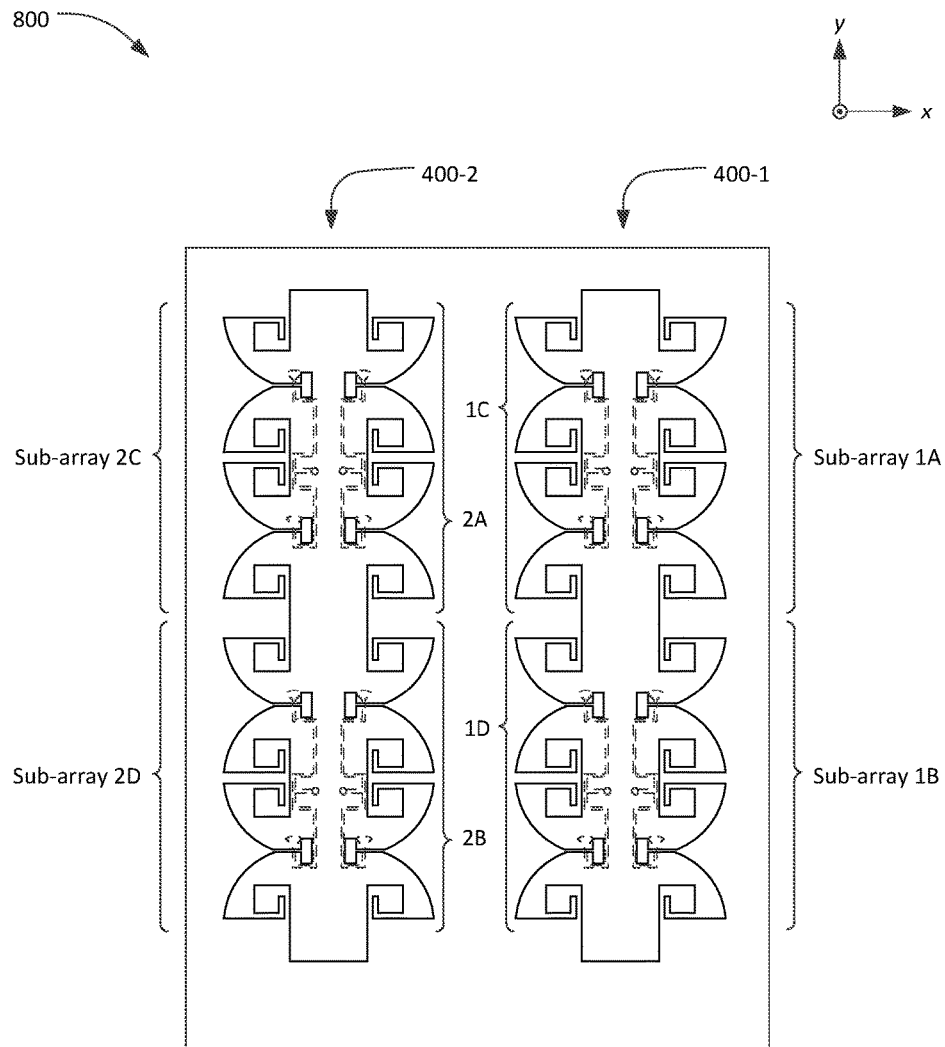 800
y
x
400-2
400-1
1C
Sub-array 2C
Sub-array 1A
2A
1D
Sub-array 2D
Sub-array 1B
2B